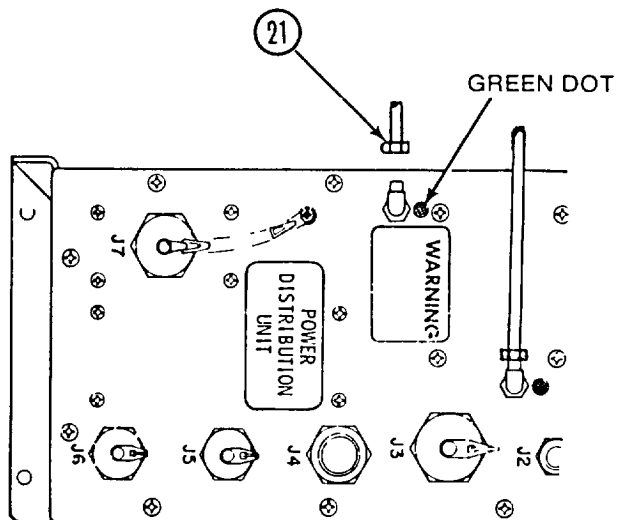 21
GREEN DOT
J7
WARNING
POWER
DISTRIBUTION
UNIT
J6
J5
J4
J3
J2